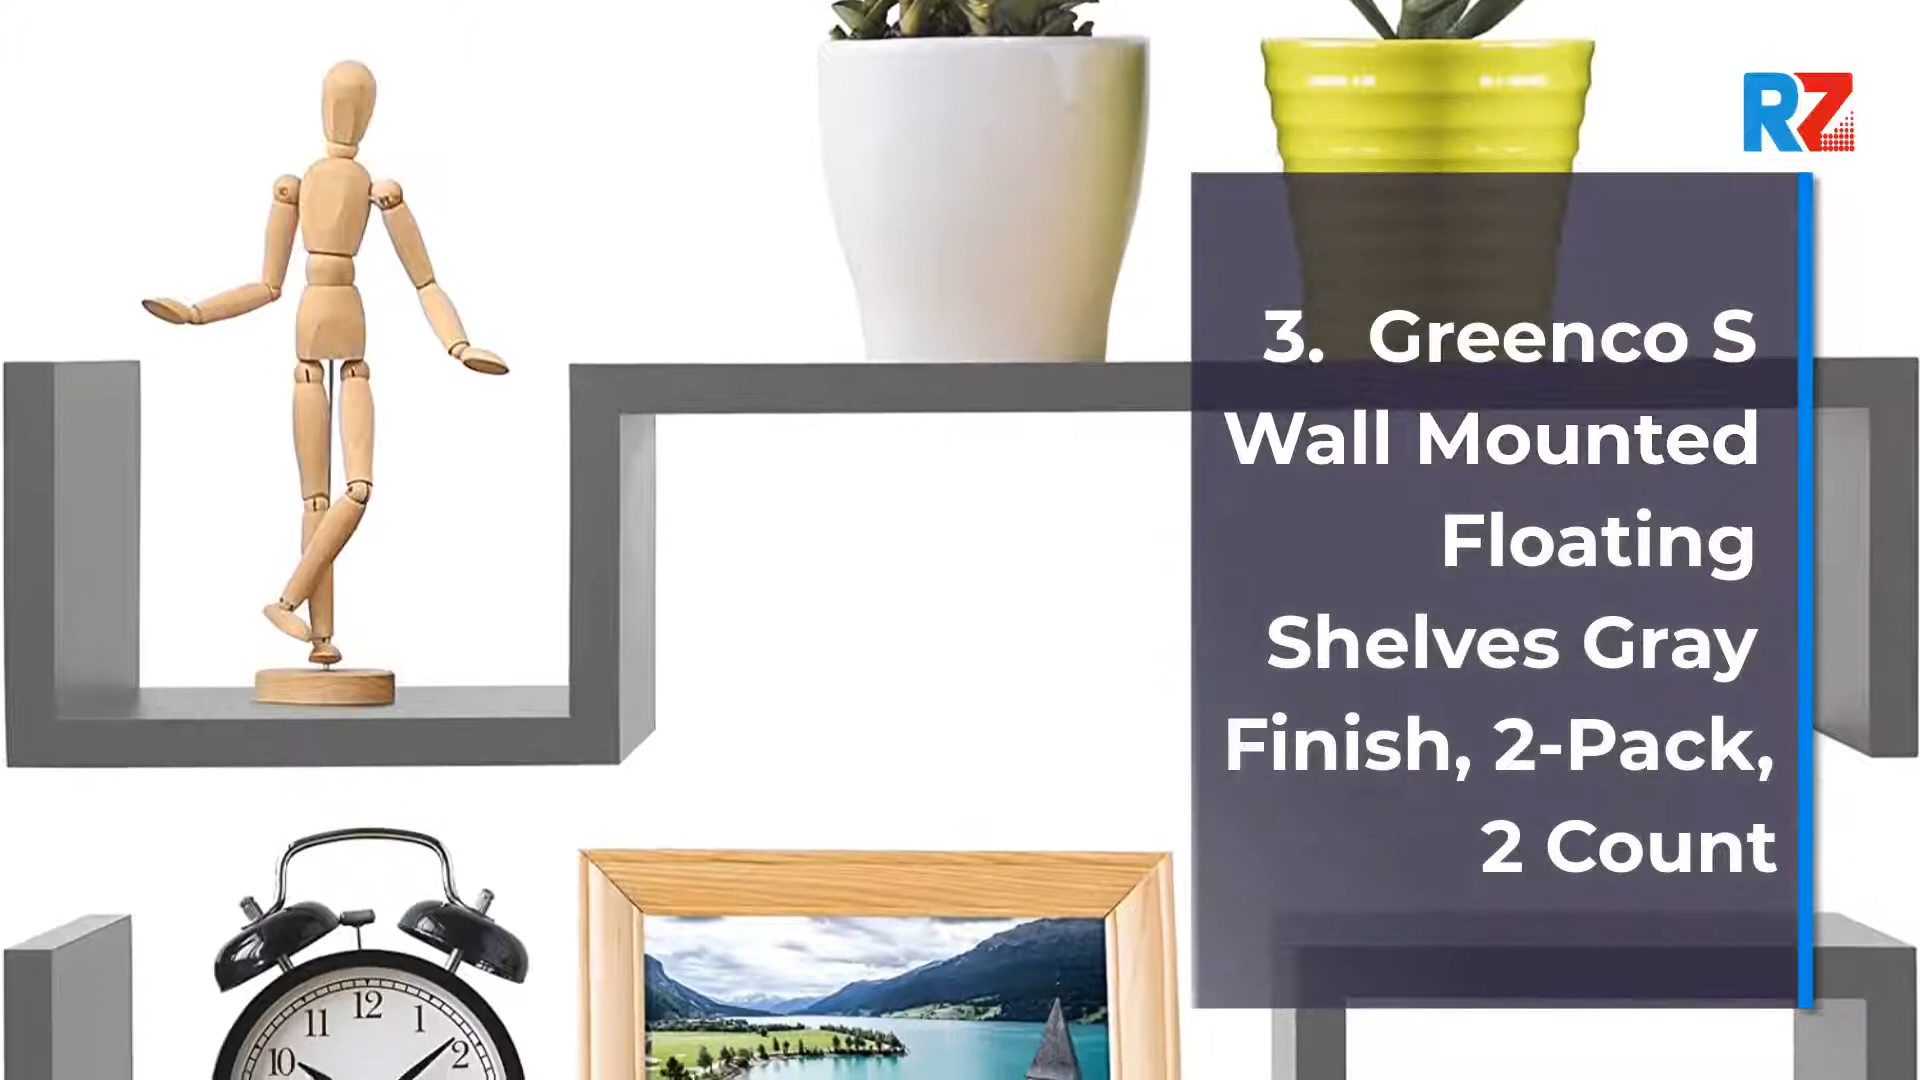 RZ
3. Greenco S
Wall Mounted
Floating
Shelves Gray
Finish, 2-Pack,
2 Count
12
11 1
10 2